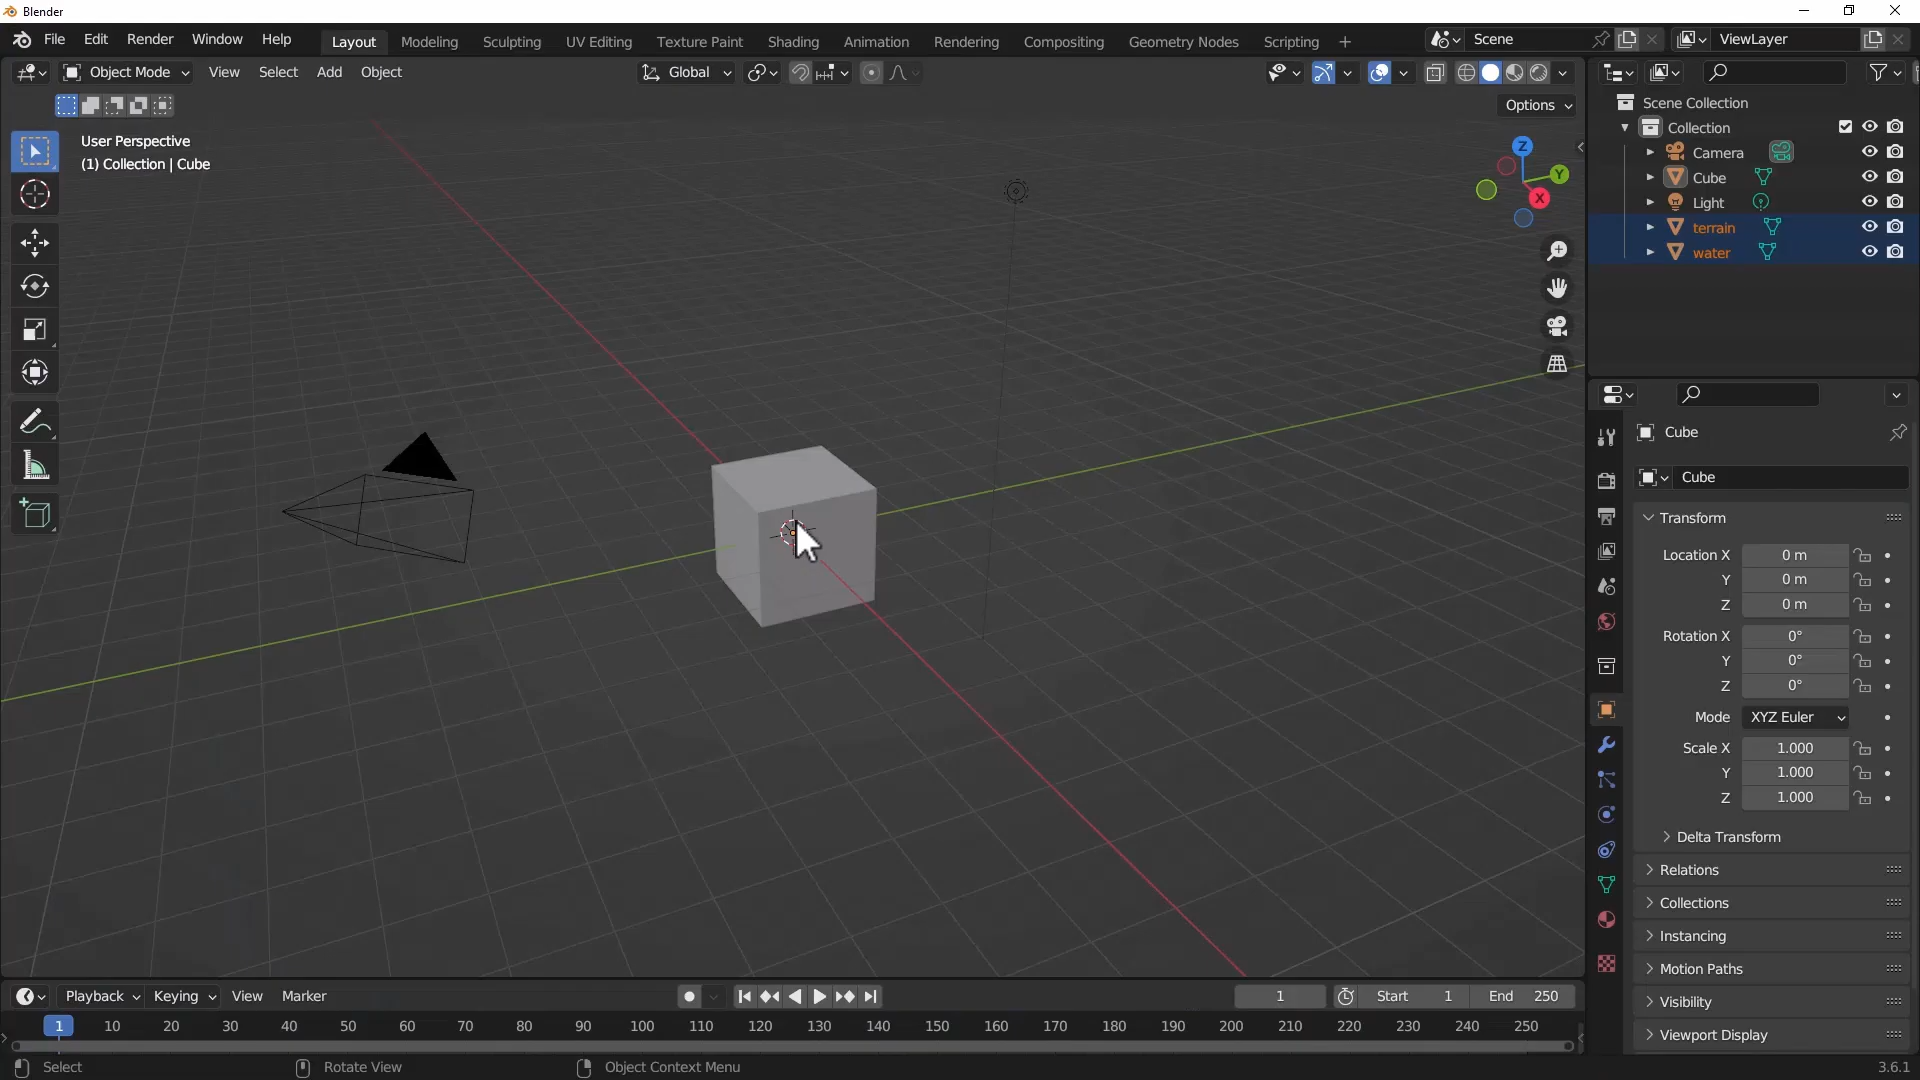 Blender
File Edit Render Window Help Layout Modeling Sculpting UV Editing Texture Paint Shading Animation Rendering Compositing Geometry Nodes Scripting + Scene ViewLayer
Object Mode View Select Add Object Global
Options
User Perspective
(1) Collection | Cube
Z
Y
X
Scene Collection
Collection
Camera
Cube
Light
terrain
water
Cube
Cube
Transform
Location X 0 m
Y 0 m
Z 0 m
Rotation X 0°
Y 0°
Z 0°
Mode XYZ Euler
Scale X 1.000
Y 1.000
Z 1.000
Delta Transform
Relations
Collections
Instancing
Motion Paths
Visibility
Viewport Display
Playback Keying View Marker 1 Start 1 End 250
1 10 20 30 40 50 60 70 80 90 100 110 120 130 140 150 160 170 180 190 200 210 220 230 240 250
Select Rotate View Object Context Menu 3.6.1